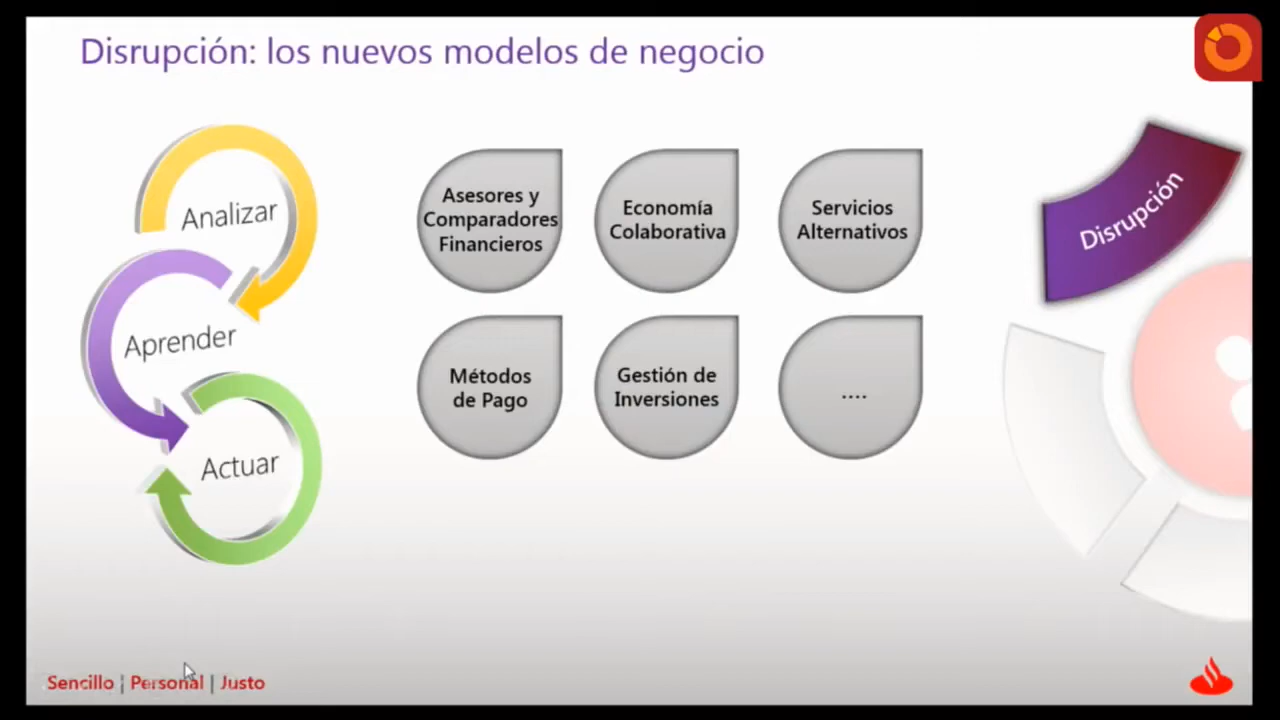 Disrupción: los nuevos modelos de negocio
Analizar
Aprender
Actuar
Asesores y
Comparadores
Financieros
Economía
Colaborativa
Servicios
Alternativos
Métodos
de Pago
Gestión de
Inversiones
....
Disrupción
Sencillo | Personal | Justo